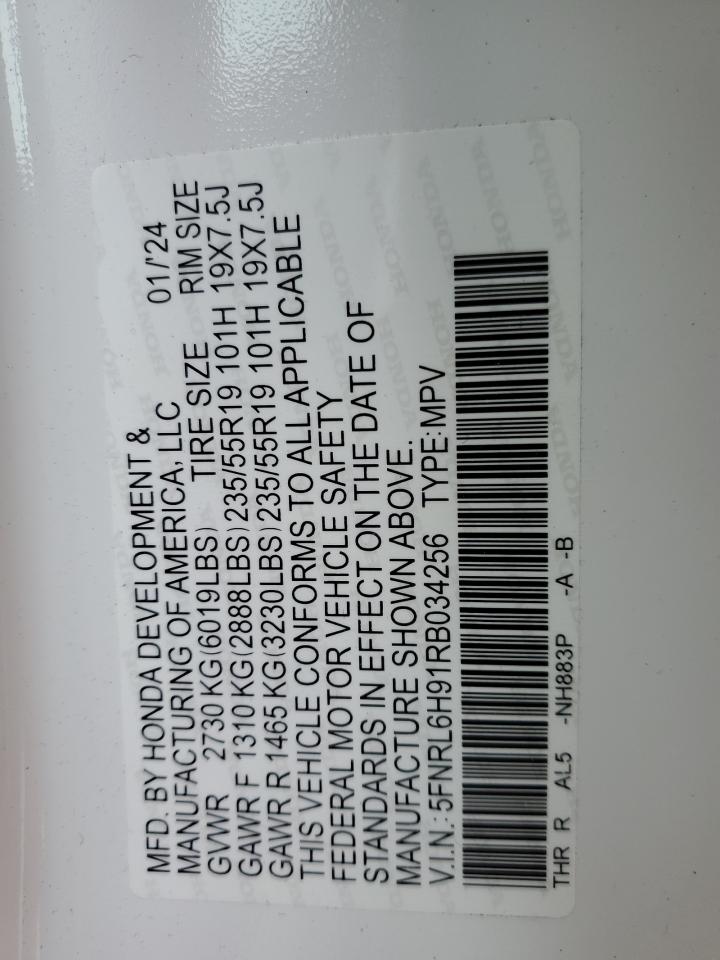 MFD. BY HONDA DEVELOPMENT &
MANUFACTURING OF AMERICA, LLC 01/'24
GVWR 2730 KG(6019LBS) TIRE SIZE RIM SIZE
GAWR F 1310 KG(2888LBS) 235/55R19 101H 19X7.5J
GAWR R 1465 KG(3230LBS) 235/55R19 101H 19X7.5J
THIS VEHICLE CONFORMS TO ALL APPLICABLE
FEDERAL MOTOR VEHICLE SAFETY
STANDARDS IN EFFECT ON THE DATE OF
MANUFACTURE SHOWN ABOVE.
V.I.N.: 5FNRL6H91RB034256 TYPE:MPV
THR R AL5 -NH883P -A -B